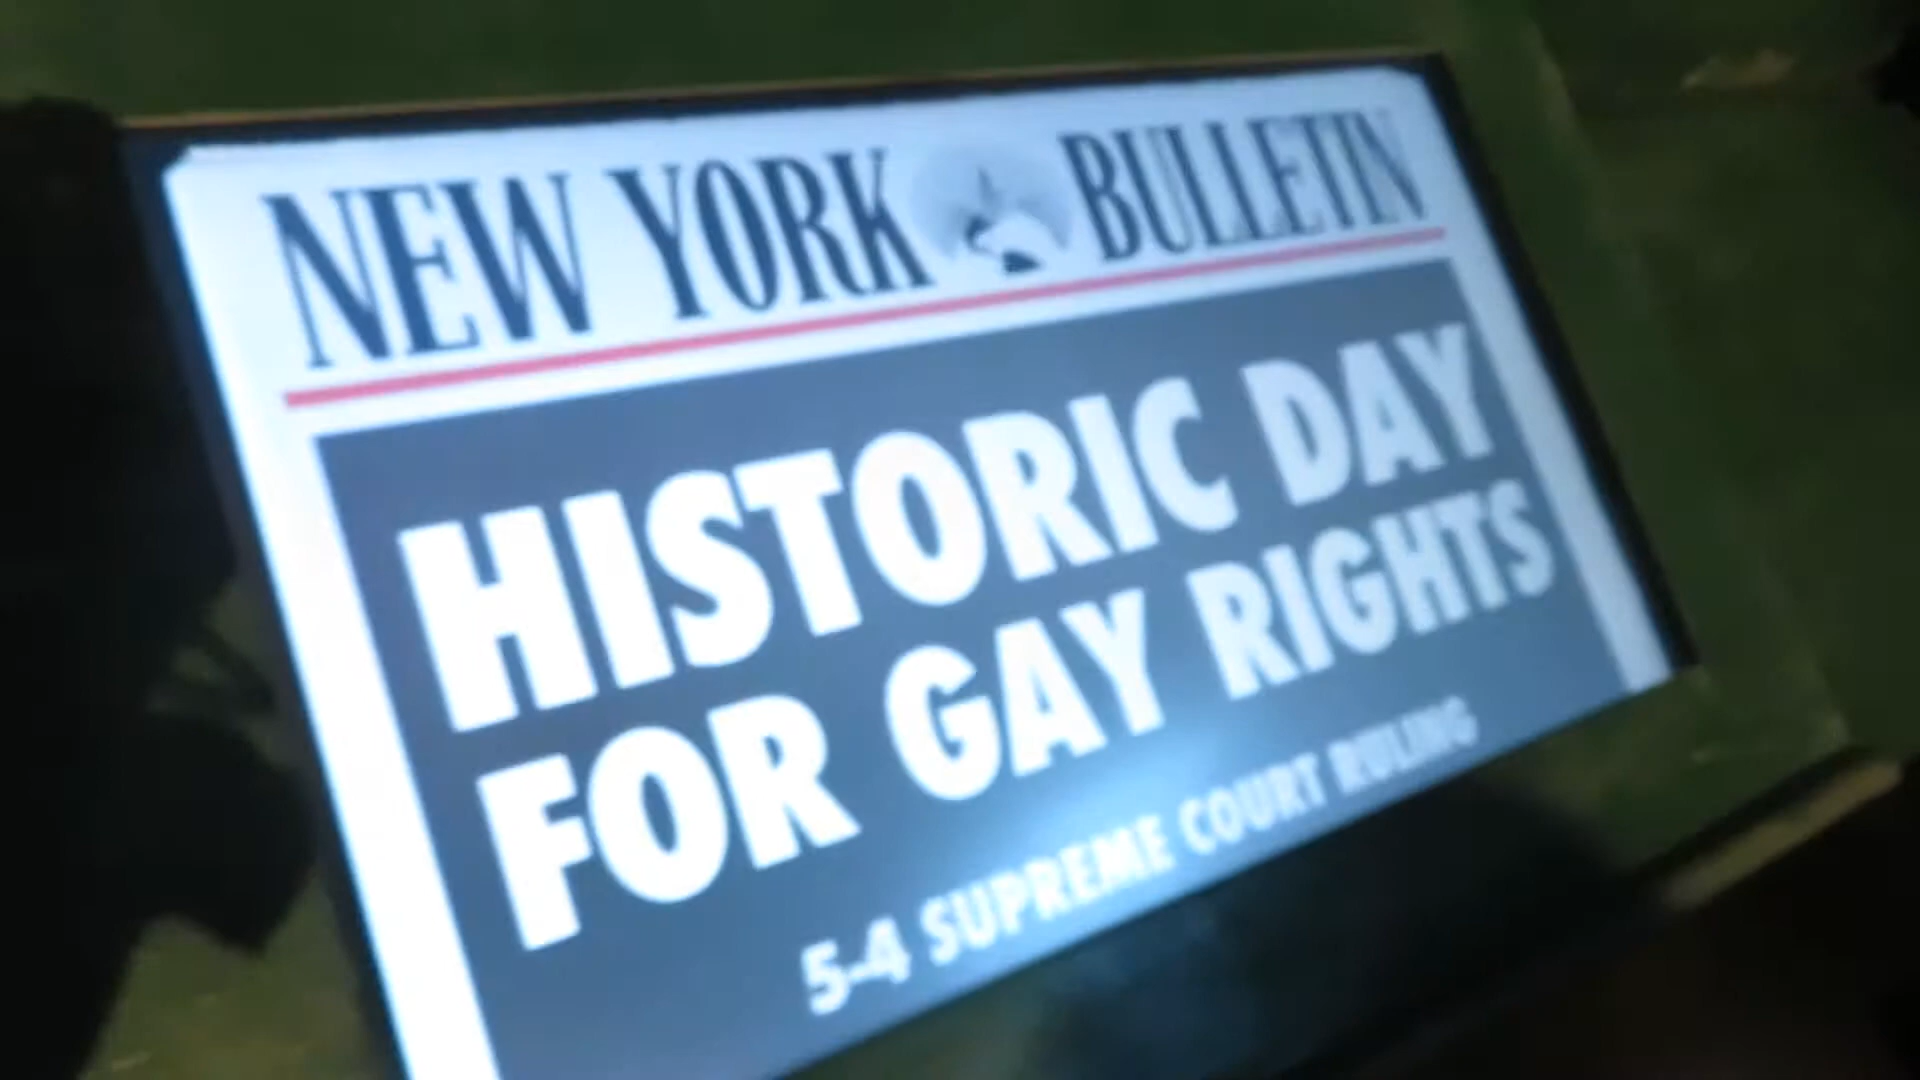 NEW YORK BULLETIN
HISTORIC DAY
FOR GAY RIGHTS
5-4 SUPREME COURT RULING